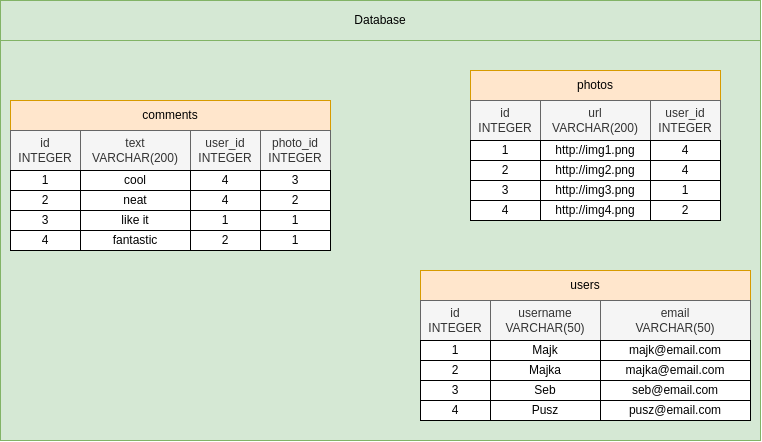 Database
comments
id text user_id photo_id
INTEGER VARCHAR(200) INTEGER INTEGER
1 cool 4 3
2 neat 4 2
3 like it 1 1
4 fantastic 2 1
photos
id url user_id
INTEGER VARCHAR(200) INTEGER
1 http://img1.png 4
2 http://img2.png 4
3 http://img3.png 1
4 http://img4.png 2
users
id username email
INTEGER VARCHAR(50) VARCHAR(50)
1 Majk majk@email.com
2 Majka majka@email.com
3 Seb seb@email.com
4 Pusz pusz@email.com